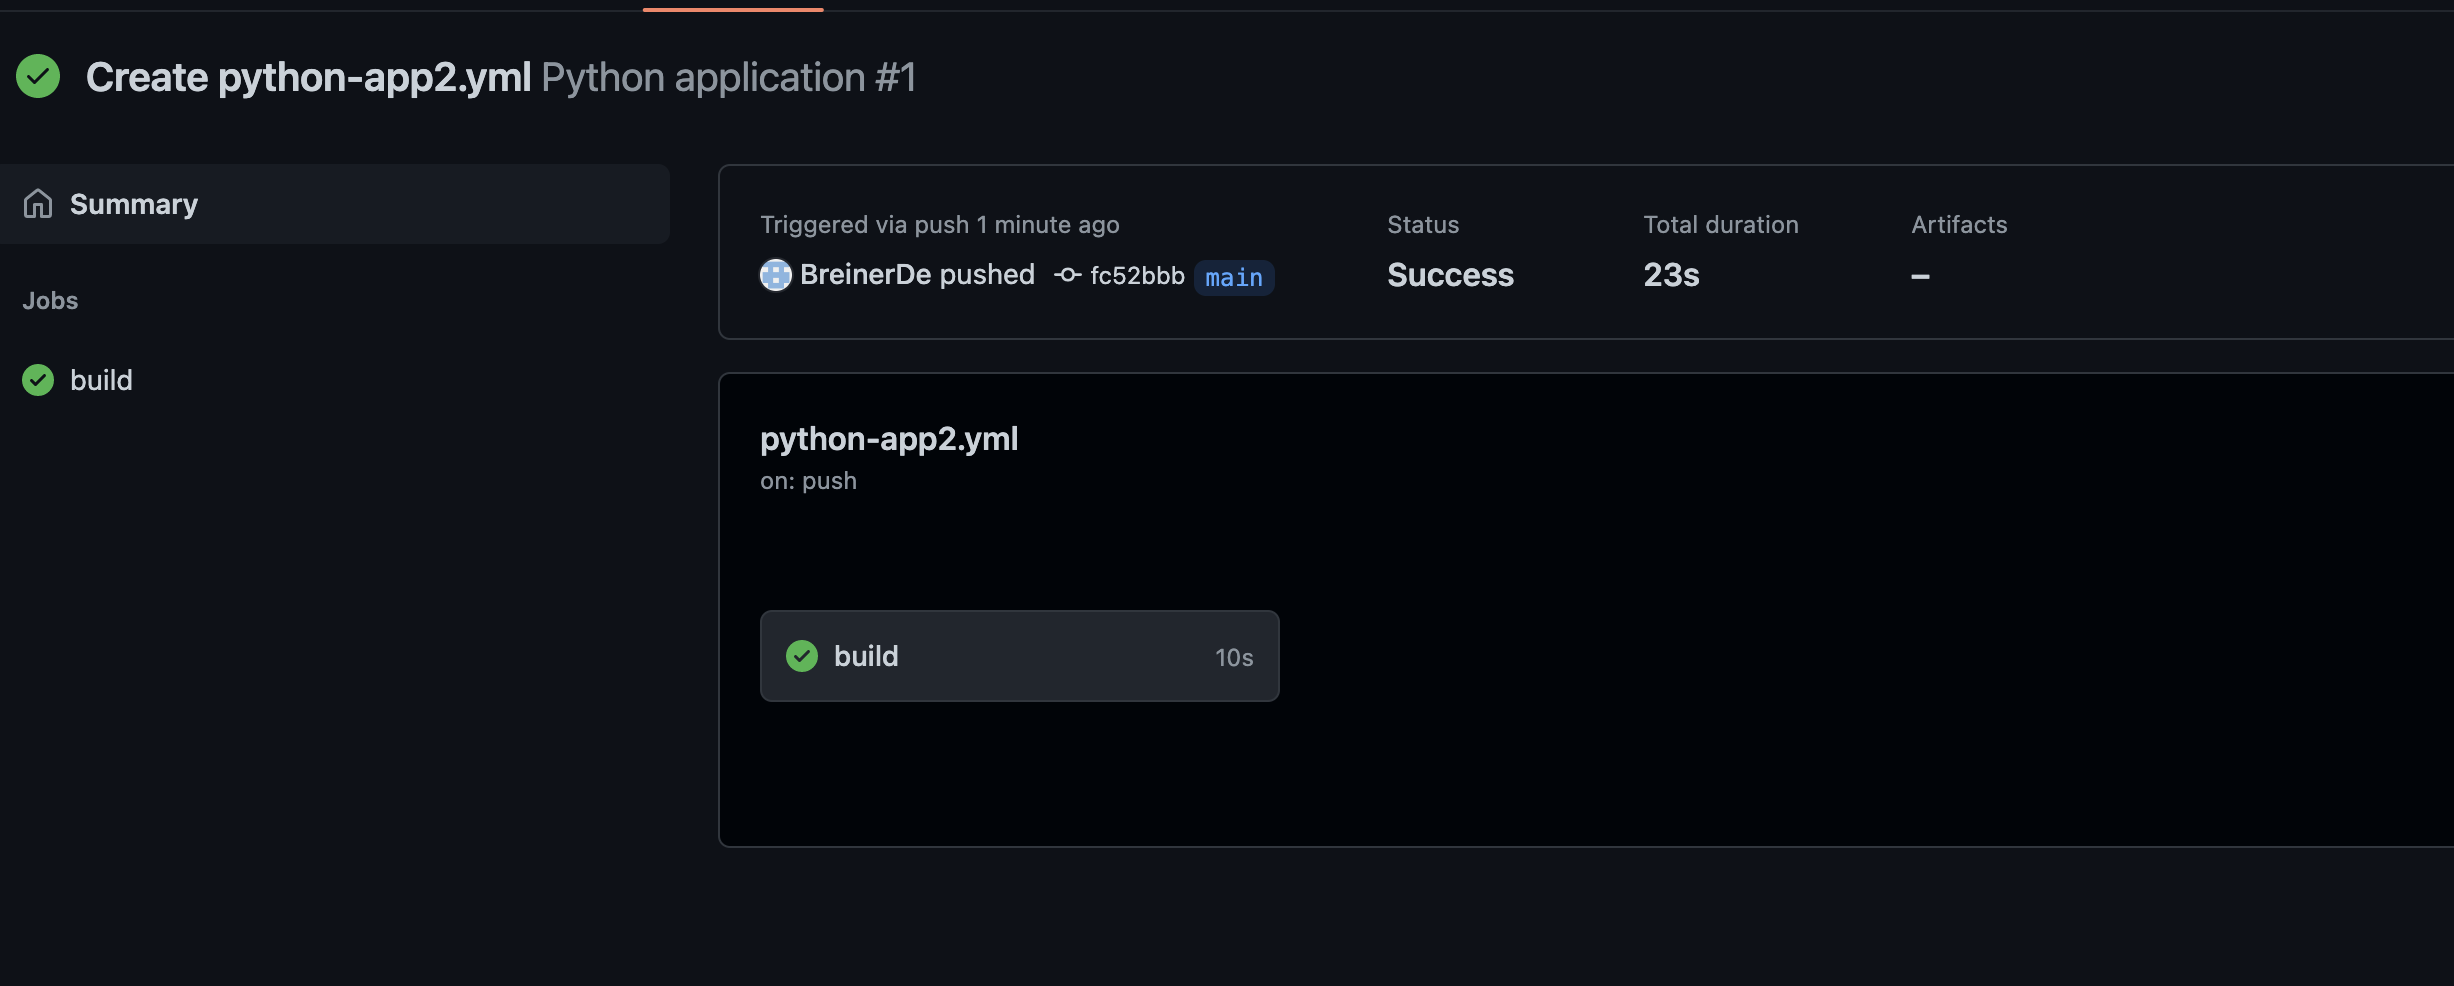 Create python-app2.yml Python application #1
Summary
Jobs
build
Triggered via push 1 minute ago
BreinerDe pushed fc52bbb main
Status
Success
Total duration
23s
Artifacts
–
python-app2.yml
on: push
build 10s